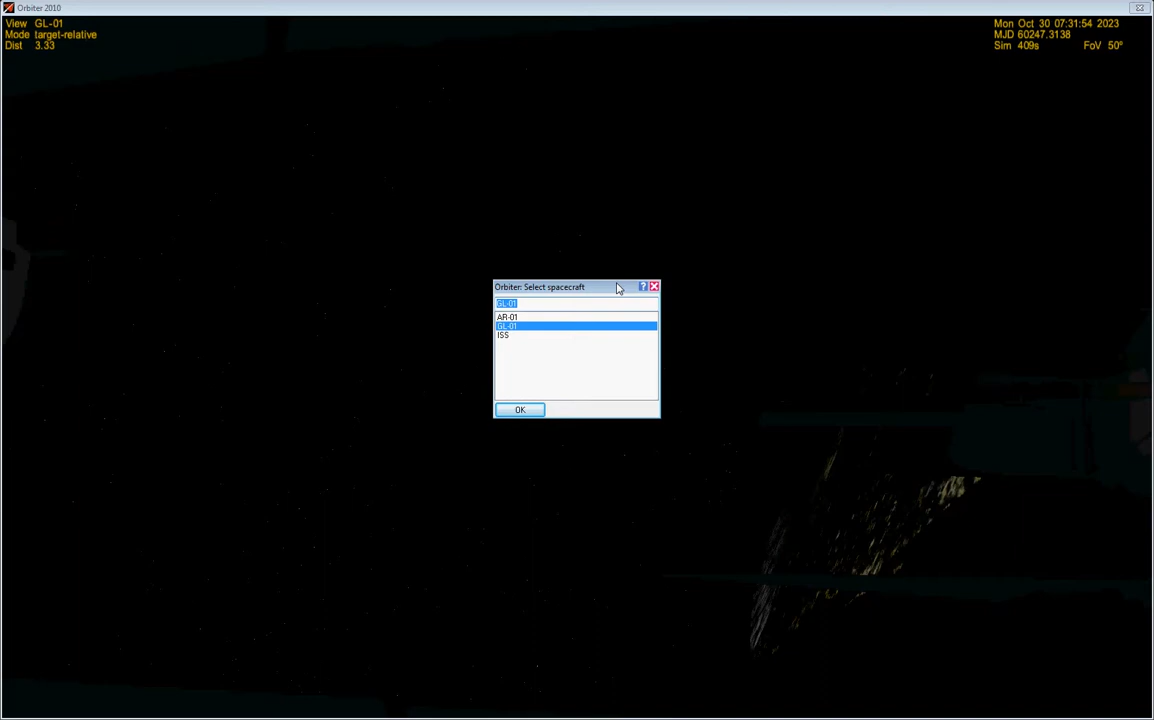 Orbiter 2010
View GL-01
Mode target-relative
Dist 3.33
Mon Oct 30 07:31:54 2023
MJD 60247.3138
Sim 409s FoV 50°
Orbiter: Select spacecraft
?
GL-01
AR-01
GL-01
ISS
OK